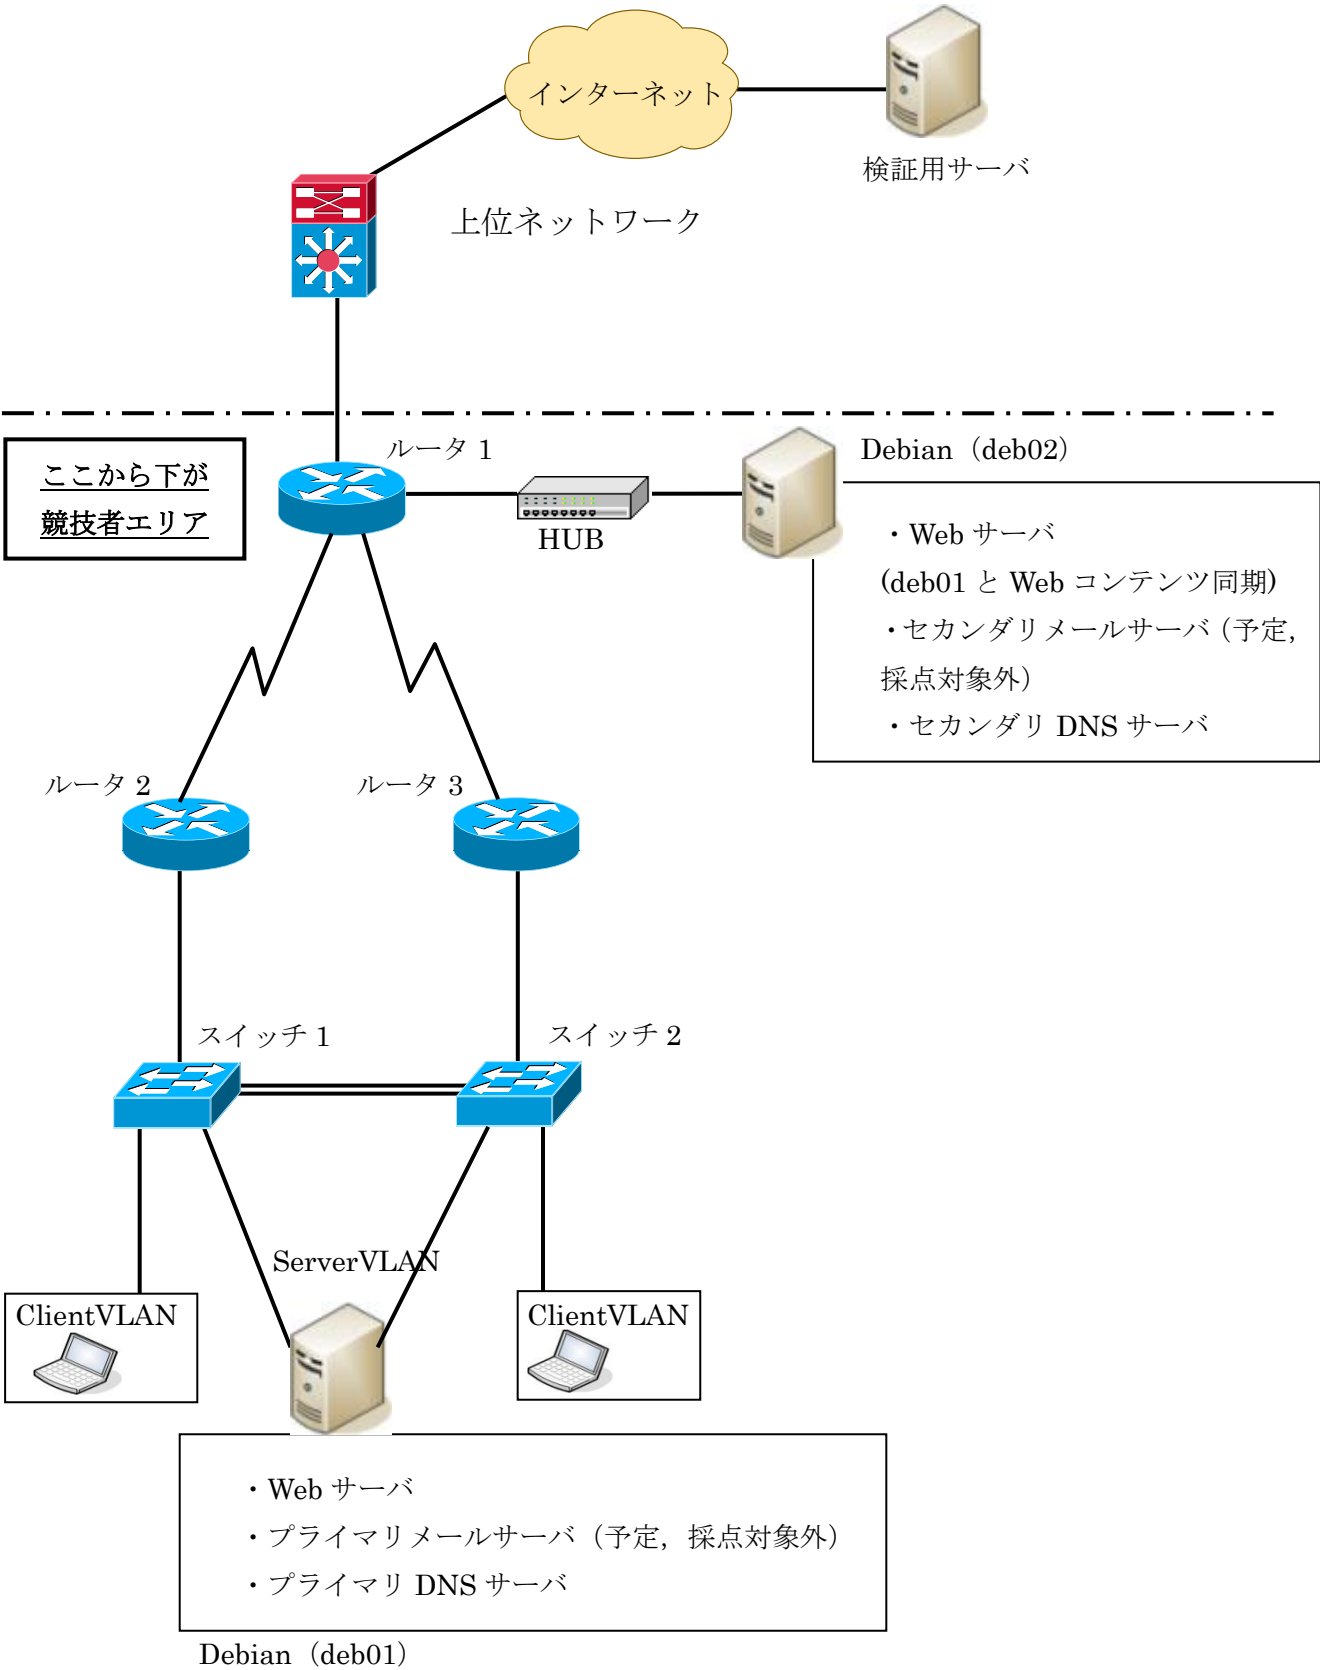 インターネット
検証用サーバ
上位ネットワーク
ルータ 1
Debian（deb02）
ここから下が
競技者エリア
HUB
・Web サーバ
(deb01 と Web コンテンツ同期)
・セカンダリメールサーバ（予定，
採点対象外）
・セカンダリ DNS サーバ
ルータ 2
ルータ 3
スイッチ 1
スイッチ 2
ServerVLAN
ClientVLAN
ClientVLAN
・Web サーバ
・プライマリメールサーバ（予定，採点対象外）
・プライマリ DNS サーバ
Debian（deb01）